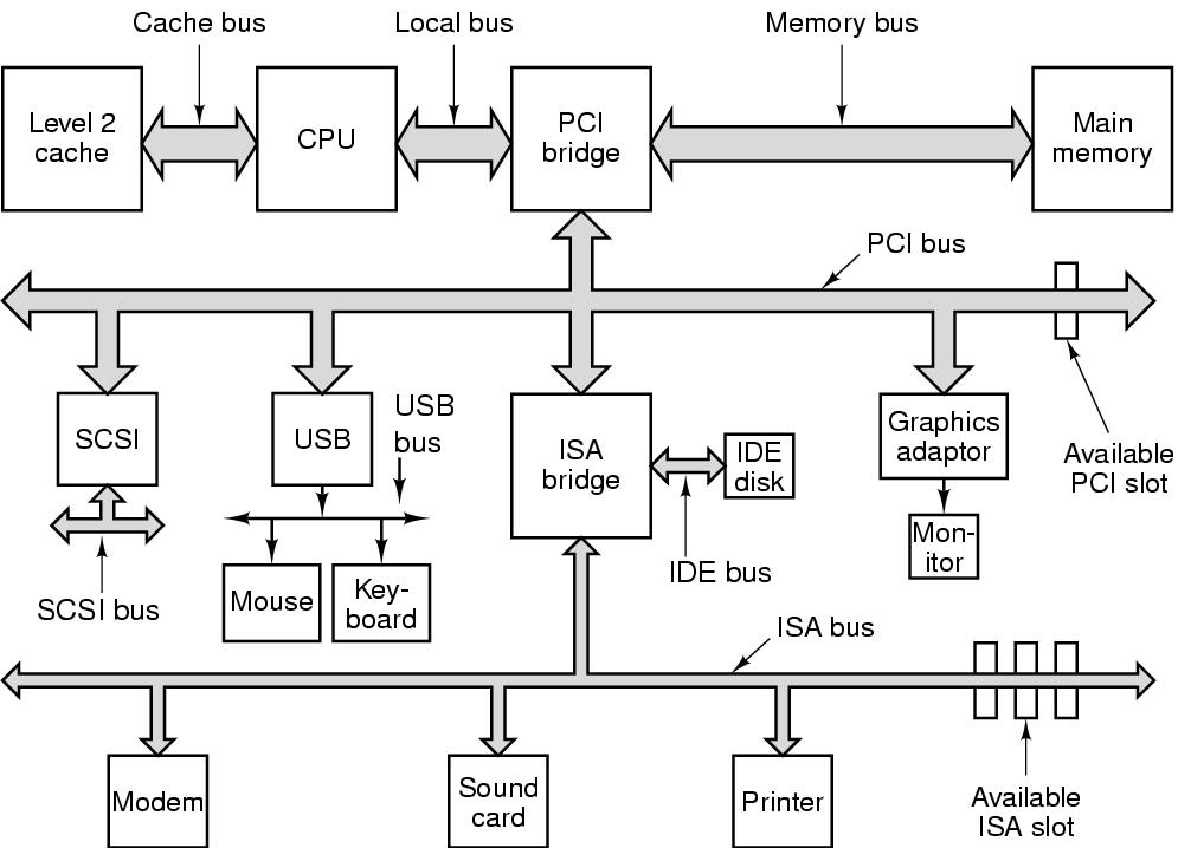 Cache bus
Local bus
Memory bus
Level 2
cache
CPU
PCI
bridge
Main
memory
PCI bus
SCSI
USB
USB
bus
ISA
bridge
IDE
disk
Graphics
adaptor
Available
PCI slot
Mon-
itor
IDE bus
SCSI bus
Mouse
Key-
board
ISA bus
Modem
Sound
card
Printer
Available
ISA slot